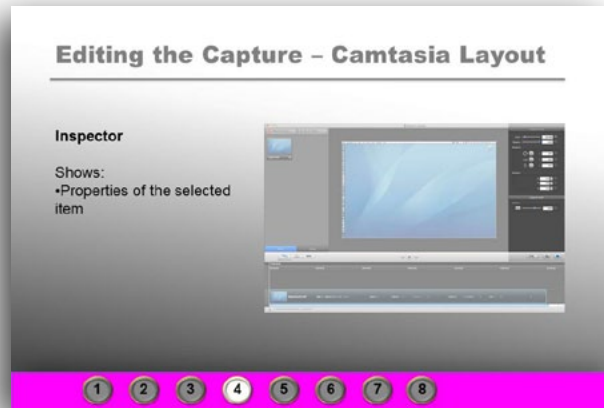 Editing the Capture – Camtasia Layout
Inspector
Shows:
•Properties of the selected
item
1 2 3 4 5 6 7 8